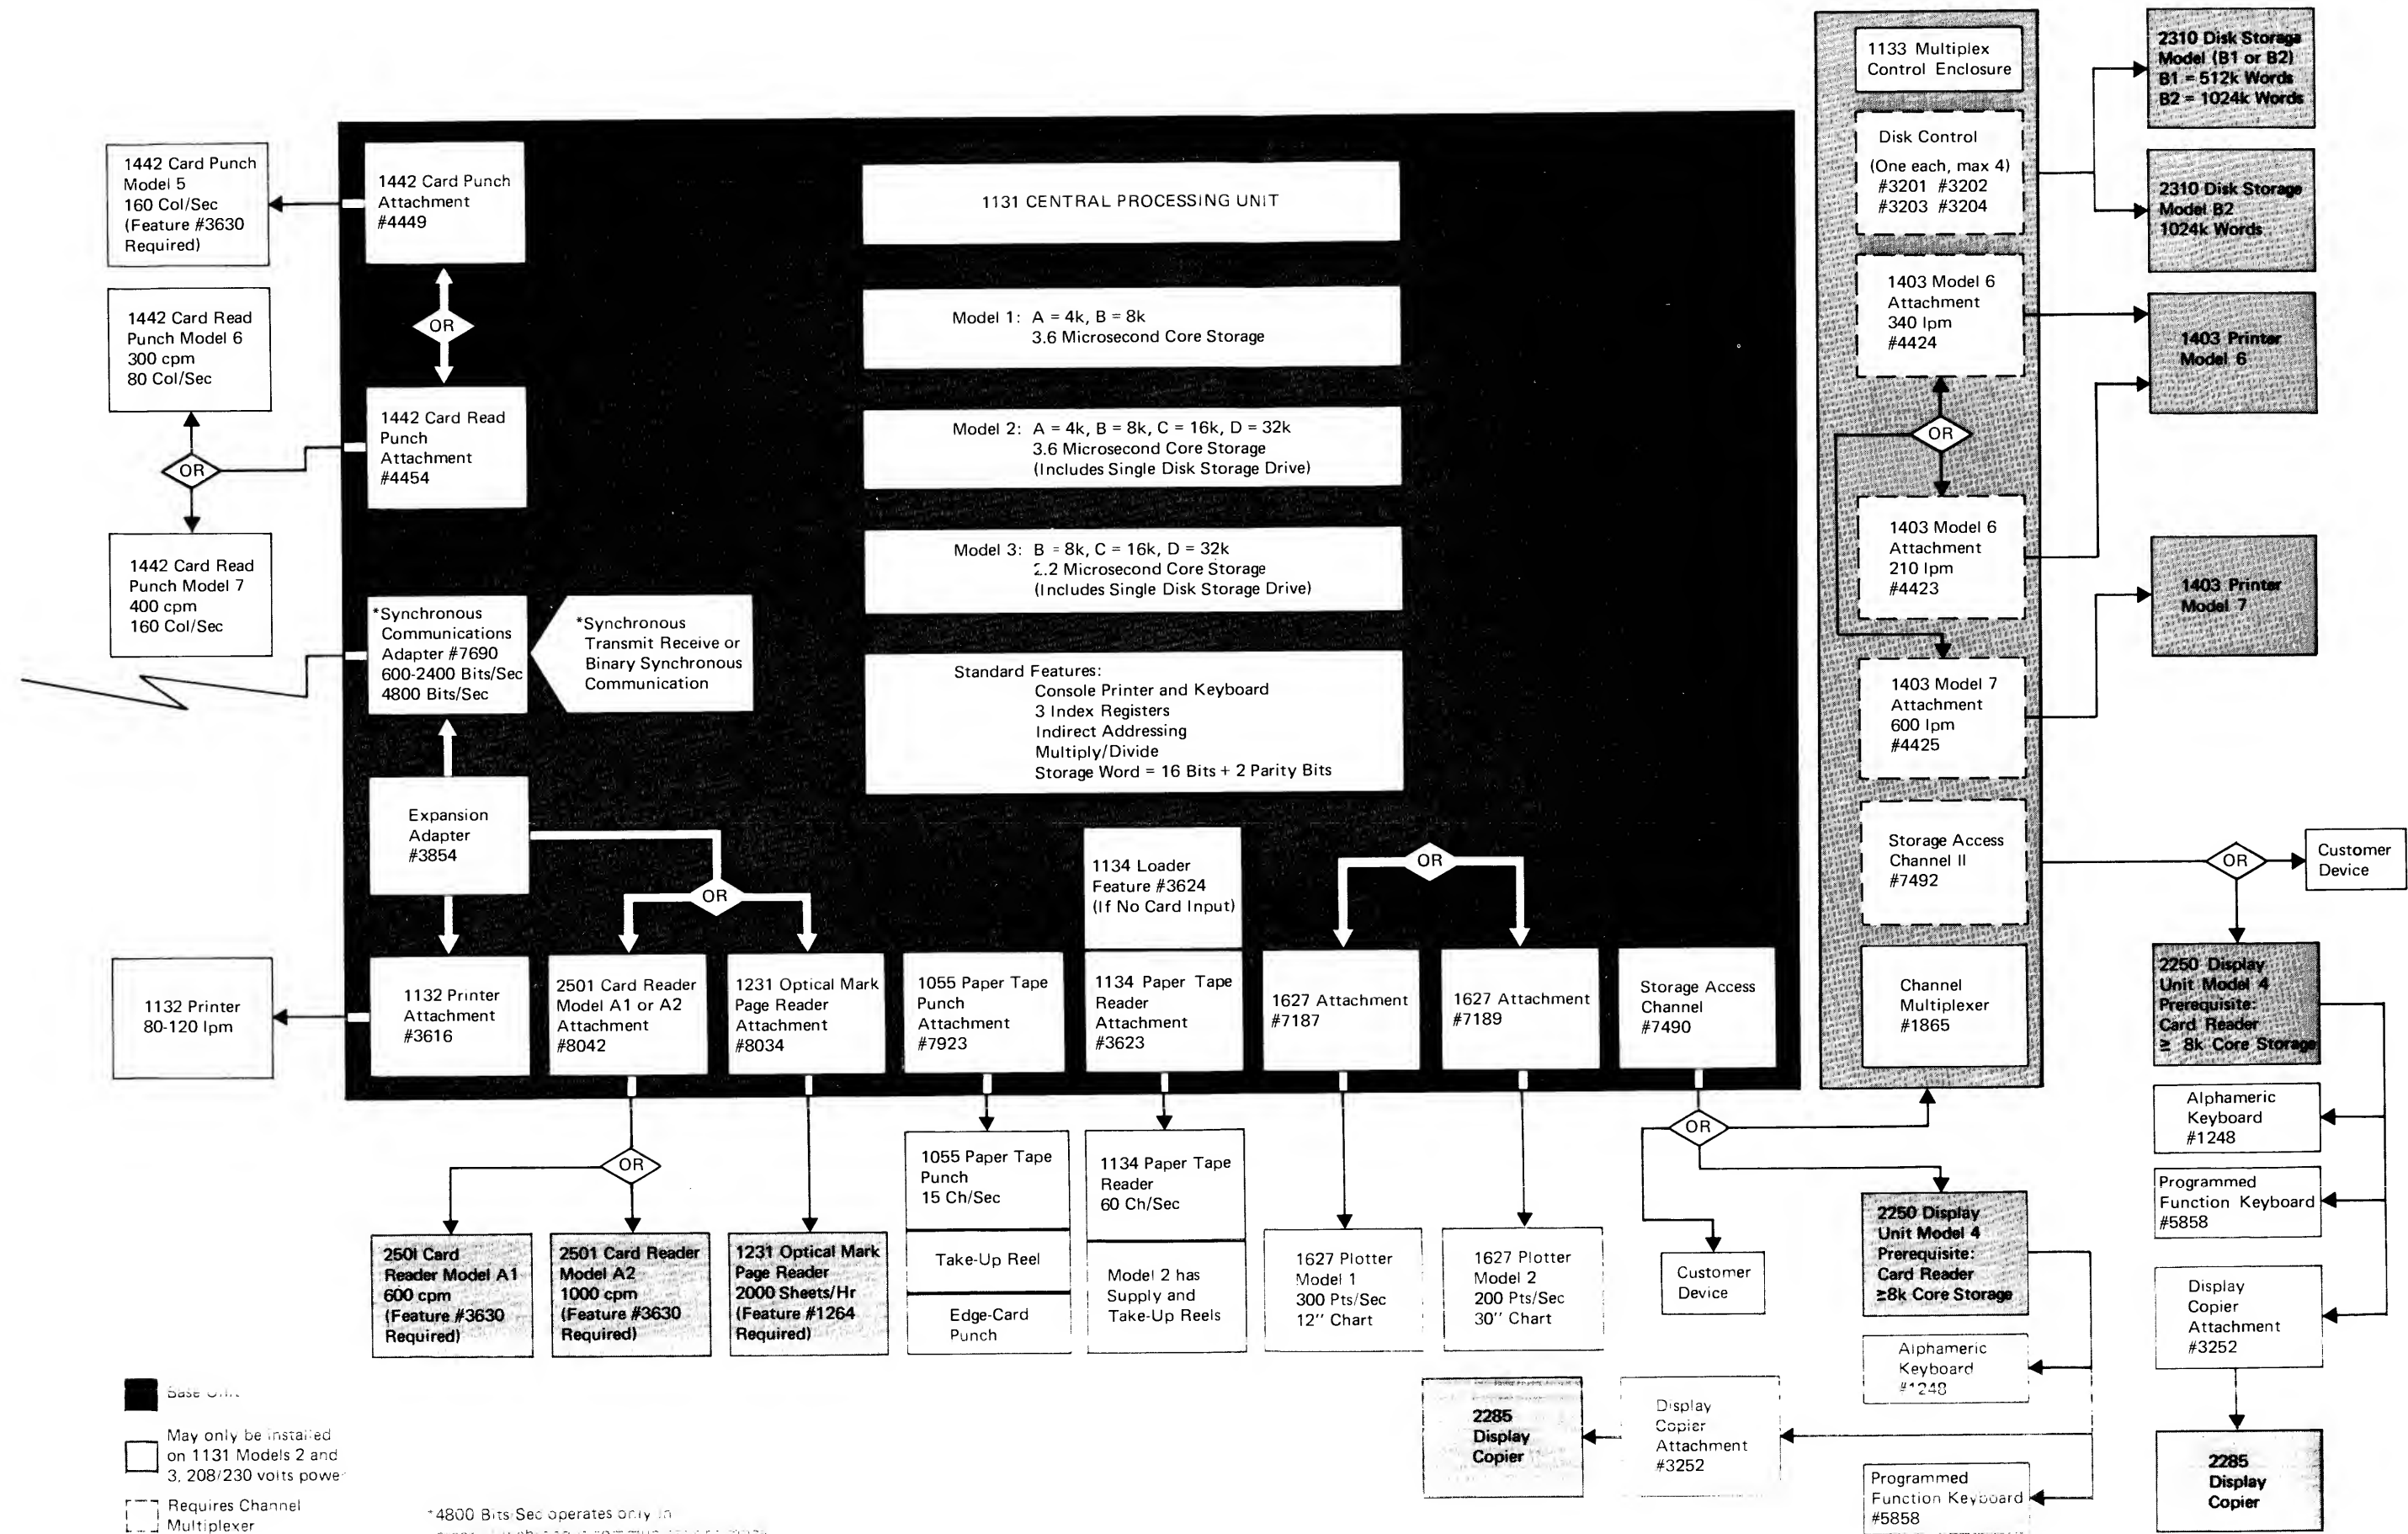 1133 Multiplex
Control Enclosure
2310 Disk Storage
Model (B1 or B2)
B1 = 512k Words
B2 = 1024k Words
Disk Control
(One each, max 4)
#3201 #3202
#3203 #3204
2310 Disk Storage
Model B2
1024k Words
1403 Model 6
Attachment
340 lpm
#4424
1403 Printer
Model 6
OR
1403 Model 6
Attachment
210 lpm
#4423
1403 Printer
Model 7
1403 Model 7
Attachment
600 lpm
#4425
Storage Access
Channel II
#7492
OR
Customer
Device
Channel
Multiplexer
#1865
2250 Display
Unit Model 4
Prerequisite:
Card Reader
≥ 8k Core Storage
Alphameric
Keyboard
#1248
Programmed
Function Keyboard
#5858
Display
Copier
Attachment
#3252
2285
Display
Copier
1442 Card Punch
Model 5
160 Col/Sec
(Feature #3630
Required)
1442 Card Punch
Attachment
#4449
OR
1442 Card Read
Punch Model 6
300 cpm
80 Col/Sec
OR
1442 Card Read
Punch
Attachment
#4454
1442 Card Read
Punch Model 7
400 cpm
160 Col/Sec
*Synchronous
Communications
Adapter #7690
600-2400 Bits/Sec
4800 Bits/Sec
*Synchronous
Transmit Receive or
Binary Synchronous
Communication
1131 CENTRAL PROCESSING UNIT
Model 1: A = 4k, B = 8k
3.6 Microsecond Core Storage
Model 2: A = 4k, B = 8k, C = 16k, D = 32k
3.6 Microsecond Core Storage
(Includes Single Disk Storage Drive)
Model 3: B = 8k, C = 16k, D = 32k
2.2 Microsecond Core Storage
(Includes Single Disk Storage Drive)
Standard Features:
Console Printer and Keyboard
3 Index Registers
Indirect Addressing
Multiply/Divide
Storage Word = 16 Bits + 2 Parity Bits
Expansion
Adapter
#3854
OR
1134 Loader
Feature #3624
(If No Card Input)
OR
1132 Printer
80-120 lpm
1132 Printer
Attachment
#3616
2501 Card Reader
Model A1 or A2
Attachment
#8042
1231 Optical Mark
Page Reader
Attachment
#8034
1055 Paper Tape
Punch
Attachment
#7923
1134 Paper Tape
Reader
Attachment
#3623
1627 Attachment
#7187
1627 Attachment
#7189
Storage Access
Channel
#7490
OR
OR
2501 Card
Reader Model A1
600 cpm
(Feature #3630
Required)
2501 Card Reader
Model A2
1000 cpm
(Feature #3630
Required)
1231 Optical Mark
Page Reader
2000 Sheets/Hr
(Feature #1264
Required)
1055 Paper Tape
Punch
15 Ch/Sec
Take-Up Reel
Edge-Card
Punch
1134 Paper Tape
Reader
60 Ch/Sec
Model 2 has
Supply and
Take-Up Reels
1627 Plotter
Model 1
300 Pts/Sec
12" Chart
1627 Plotter
Model 2
200 Pts/Sec
30" Chart
Customer
Device
2250 Display
Unit Model 4
Prerequisite:
Card Reader
≥8k Core Storage
Alphameric
Keyboard
#1248
2285
Display
Copier
Display
Copier
Attachment
#3252
Programmed
Function Keyboard
#5858
Base Unit
May only be installed
on 1131 Models 2 and
3, 208/230 volts power
Requires Channel
Multiplexer
*4800 Bits/Sec operates only in